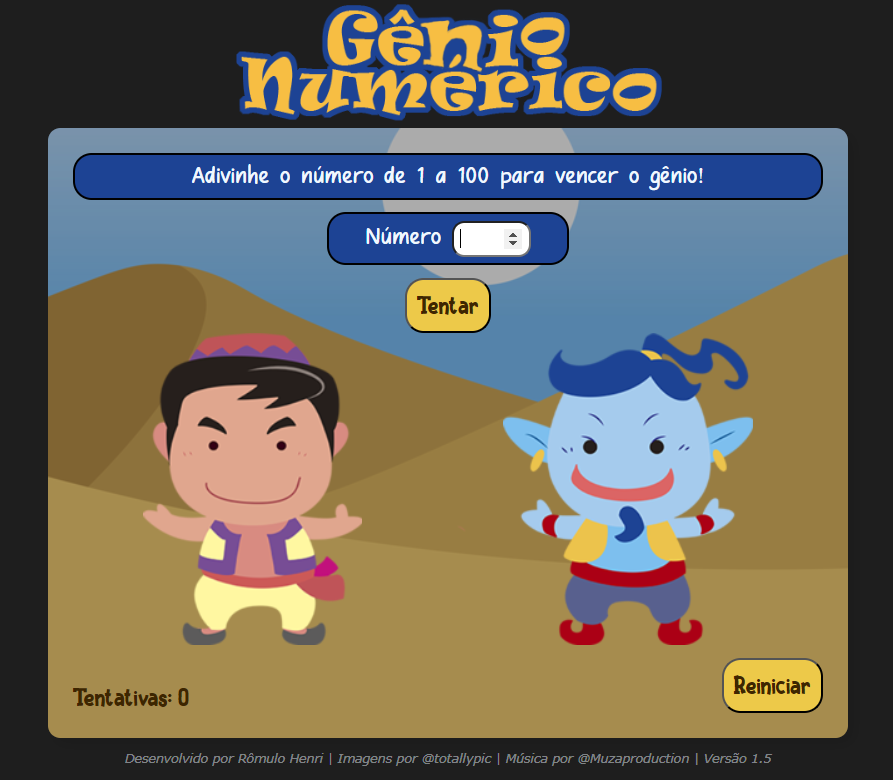 Gênio
Numérico
Adivinhe o número de 1 a 100 para vencer o gênio!
Número
Tentar
Tentativas: 0
Reiniciar
Desenvolvido por Rômulo Henri | Imagens por @totallypic | Música por @Muzaproduction | Versão 1.5